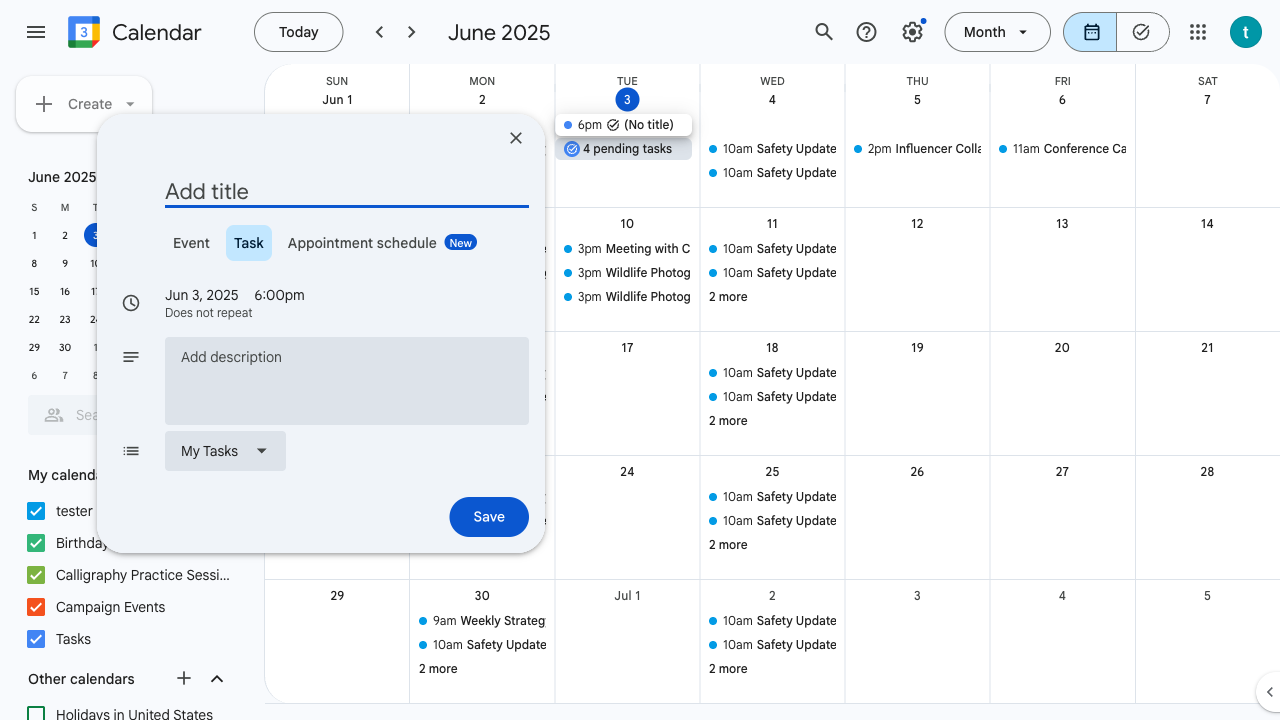 3
Calendar
Today
June 2025
Month
t
Create
SUN
MON
TUE
WED
THU
FRI
SAT
Jun 1
2
3
4
5
6
7
6pm (No title)
4 pending tasks
10am Safety Update
10am Safety Update
2pm Influencer Colla
11am Conference Ca
June 2025
S M T
1 2 3
8 9 10
15 16 17
22 23 24
29 30 1
6 7 8
Sea
Add title
Event
Task
Appointment schedule
New
Jun 3, 2025 6:00pm
Does not repeat
Add description
My Tasks
Save
10
11
12
13
14
3pm Meeting with C
3pm Wildlife Photog
3pm Wildlife Photog
10am Safety Update
10am Safety Update
2 more
17
18
19
20
21
10am Safety Update
10am Safety Update
2 more
24
25
26
27
28
10am Safety Update
10am Safety Update
2 more
29
30
Jul 1
2
3
4
5
9am Weekly Strateg
10am Safety Update
2 more
10am Safety Update
10am Safety Update
2 more
My calenda
tester
Birthday
Calligraphy Practice Sessi...
Campaign Events
Tasks
Other calendars
Holidays in United States